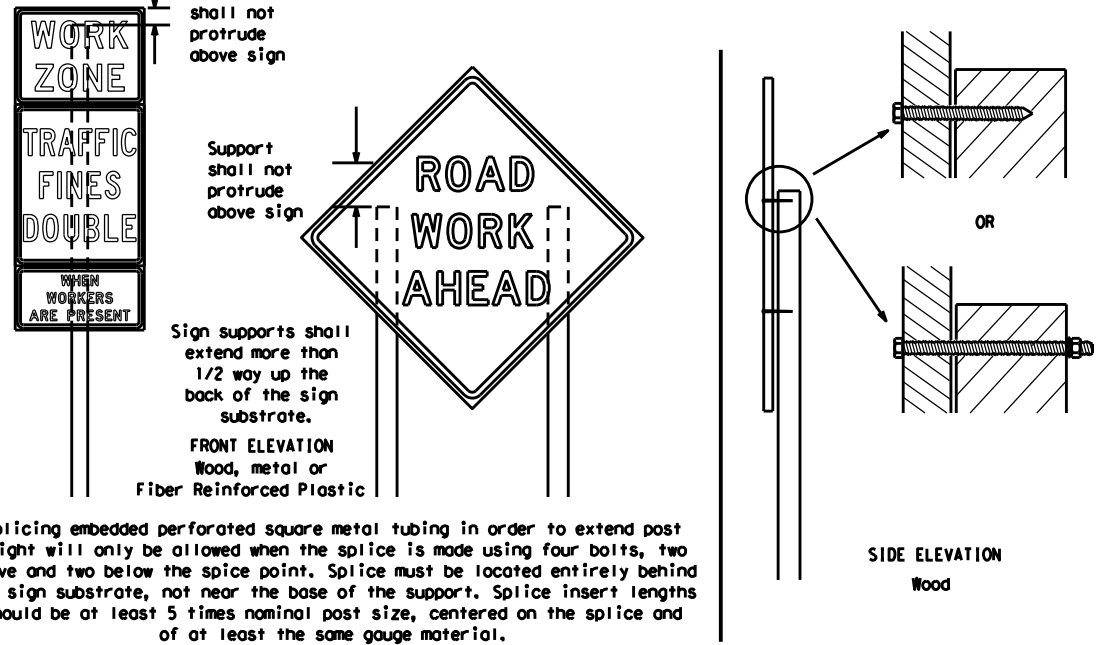 shall not
protrude
above sign
WORK
ZONE
TRAFFIC
FINES
DOUBLE
WHEN
WORKERS
ARE PRESENT
Support
shall not
protrude
above sign
ROAD
WORK
AHEAD
Sign supports shall
extend more than
1/2 way up the
back of the sign
substrate.
FRONT ELEVATION
Wood, metal or
Fiber Reinforced Plastic
plicing embedded perforated square metal tubing in order to extend post
ight will only be allowed when the splice is made using four bolts, two
ve and two below the spice point. Splice must be located entirely behind
sign substrate, not near the base of the support. Splice insert lengths
ould be at least 5 times nominal post size, centered on the splice and
of at least the same gauge material.
OR
SIDE ELEVATION
Wood